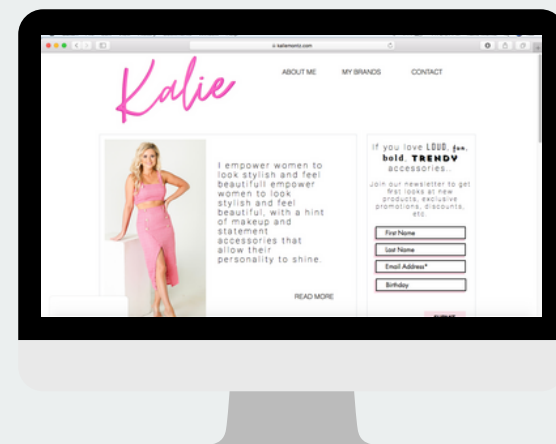 kaliemantz.com
Kalie
ABOUT ME
MY BRANDS
CONTACT
I empower women to
look stylish and feel
beautifull empower
women to look
stylish and feel
beautiful, with a hint
of makeup and
statement
accessories that
allow their
personality to shine.
READ MORE
If you love LOUD, fun,
bold, TRENDY
accessories..
Join our newsletter to get
first looks at new
products, exclusive
promotions, discounts,
etc.
First Name
Last Name
Email Address*
Birthday